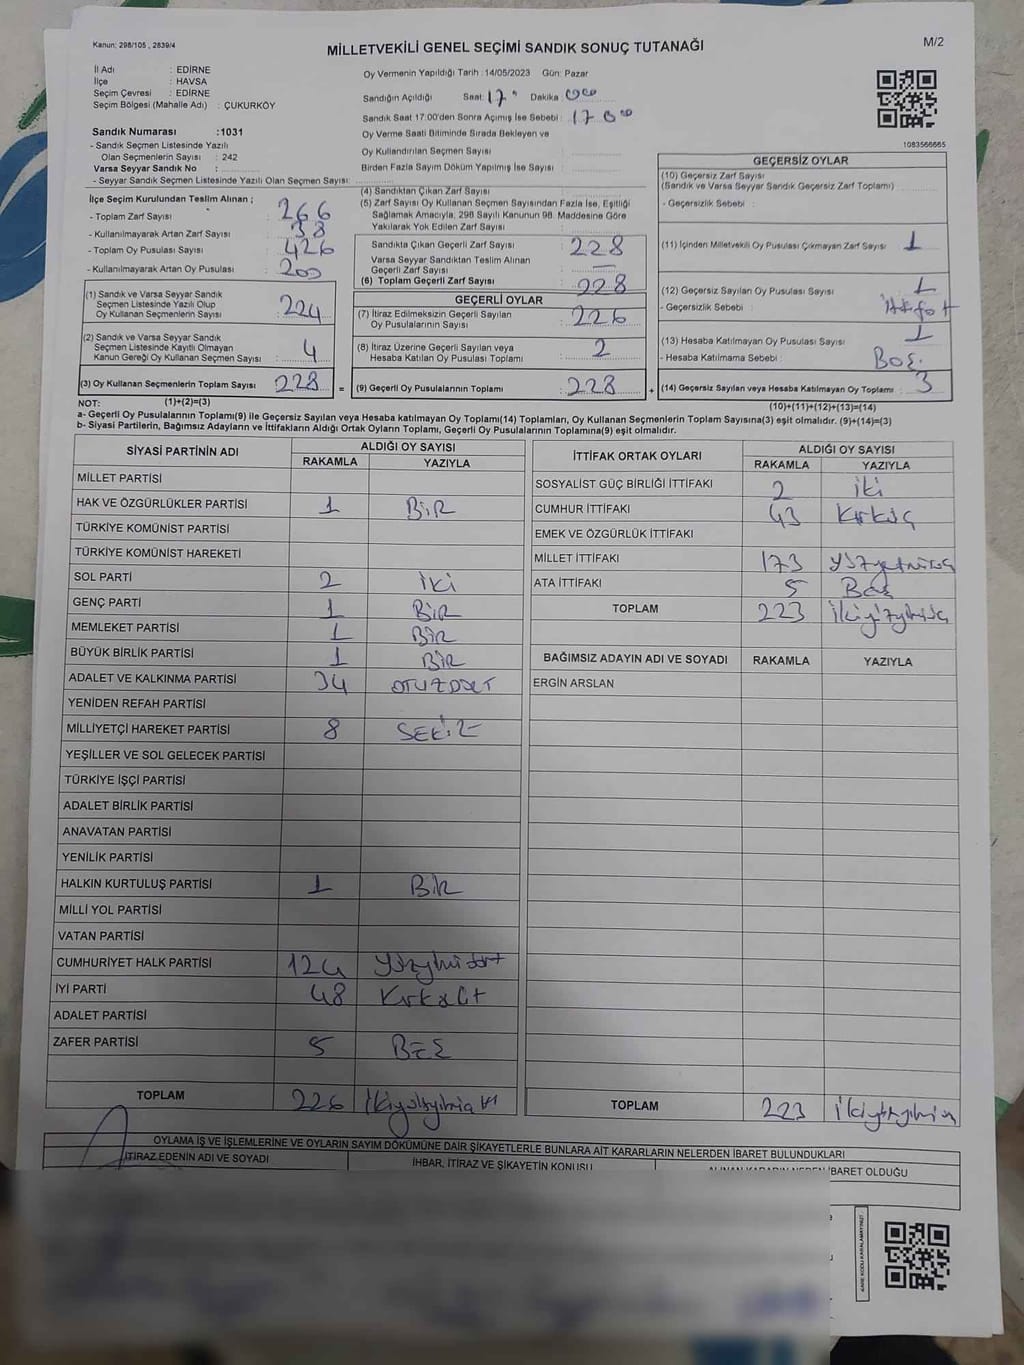 Kanun: 298/105 , 2839/4
MİLLETVEKİLİ GENEL SEÇİMİ SANDIK SONUÇ TUTANAĞI
M/2
İl Adı : EDİRNE
İlçe : HAVSA
Seçim Çevresi : EDİRNE
Seçim Bölgesi (Mahalle Adı) : ÇUKURKÖY
Sandık Numarası :1031
- Sandık Seçmen Listesinde Yazılı
Olan Seçmenlerin Sayısı : 242
Varsa Seyyar Sandık No :
- Seyyar Sandık Seçmen Listesinde Yazılı Olan Seçmen Sayısı:
Oy Vermenin Yapıldığı Tarih :14/05/2023 Gün: Pazar
Sandığın Açıldığı Saat: 17 Dakika 00
Sandık Saat 17:00'den Sonra Açımış İse Sebebi : 17 00
Oy Verme Saati Bitiminde Sırada Bekleyen ve
Oy Kullandırılan Seçmen Sayısı
Birden Fazla Sayım Döküm Yapılmış İse Sayısı :
1083566665
İlçe Seçim Kurulundan Teslim Alınan ;
- Toplam Zarf Sayısı : 266
- Kullanılmayarak Artan Zarf Sayısı : 38
- Toplam Oy Pusulası Sayısı : 426
- Kullanılmayarak Artan Oy Pusulası : 200
(1) Sandık ve Varsa Seyyar Sandık
Seçmen Listesinde Yazılı Olup
Oy Kullanan Seçmenlerin Sayısı : 224
(2) Sandık ve Varsa Seyyar Sandık
Seçmen Listesinde Kayıtlı Olmayan
Kanun Gereği Oy Kullanan Seçmen Sayısı : 4
(3) Oy Kullanan Seçmenlerin Toplam Sayısı : 228 =
(1)+(2)=(3)
(4) Sandıktan Çıkan Zarf Sayısı :
(5) Zarf Sayısı Oy Kullanan Seçmen Sayısından Fazla İse, Eşitliği
Sağlamak Amacıyla, 298 Sayılı Kanunun 98. Maddesine Göre
Yakılarak Yok Edilen Zarf Sayısı :
Sandıkta Çıkan Geçerli Zarf Sayısı : 228
Varsa Seyyar Sandıktan Teslim Alınan
Geçerli Zarf Sayısı : —
(6) Toplam Geçerli Zarf Sayısı : 228
GEÇERLİ OYLAR
(7) İtiraz Edilmeksizin Geçerli Sayılan
Oy Pusulalarının Sayısı : 226
(8) İtiraz Üzerine Geçerli Sayılan veya
Hesaba Katılan Oy Pusulası Toplamı : 2
(9) Geçerli Oy Pusulalarının Toplamı : 228 +
GEÇERSİZ OYLAR
(10) Geçersiz Zarf Sayısı
(Sandık ve Varsa Seyyar Sandık Geçersiz Zarf Toplamı)
- Geçersizlik Sebebi :
(11) İçinden Milletvekili Oy Pusulası Çıkmayan Zarf Sayısı : 1
(12) Geçersiz Sayılan Oy Pusulası Sayısı : 1
- Geçersizlik Sebebi :
(13) Hesaba Katılmayan Oy Pusulası Sayısı : 1
- Hesaba Katılmama Sebebi : BOŞ
(14) Geçersiz Sayılan veya Hesaba Katılmayan Oy Toplamı : 3
(10)+(11)+(12)+(13)=(14)
NOT:
a- Geçerli Oy Pusulalarının Toplamı(9) ile Geçersiz Sayılan veya Hesaba katılmayan Oy Toplamı(14) Toplamları, Oy Kullanan Seçmenlerin Toplam Sayısına(3) eşit olmalıdır. (9)+(14)=(3)
b- Siyasi Partilerin, Bağımsız Adayların ve İttifakların Aldığı Ortak Oyların Toplamı, Geçerli Oy Pusulalarının Toplamına(9) eşit olmalıdır.
SİYASİ PARTİNİN ADI ALDIĞI OY SAYISI
RAKAMLA YAZIYLA
MİLLET PARTİSİ
HAK VE ÖZGÜRLÜKLER PARTİSİ 1 BİR
TÜRKİYE KOMÜNİST PARTİSİ
TÜRKİYE KOMÜNİST HAREKETİ
SOL PARTİ 2 iki
GENÇ PARTİ 1 BİR
MEMLEKET PARTİSİ 1 BİR
BÜYÜK BİRLİK PARTİSİ 1 BİR
ADALET VE KALKINMA PARTİSİ 34 OTUZDÖRT
YENİDEN REFAH PARTİSİ
MİLLİYETÇİ HAREKET PARTİSİ 8 SEKİZ
YEŞİLLER VE SOL GELECEK PARTİSİ
TÜRKİYE İŞÇİ PARTİSİ
ADALET BİRLİK PARTİSİ
ANAVATAN PARTİSİ
YENİLİK PARTİSİ
HALKIN KURTULUŞ PARTİSİ 1 BİR
MİLLİ YOL PARTİSİ
VATAN PARTİSİ
CUMHURİYET HALK PARTİSİ 124 Yüzyirmidört
İYİ PARTİ 48
ADALET PARTİSİ
ZAFER PARTİSİ 5 BEŞ
TOPLAM 226
İTTİFAK ORTAK OYLARI ALDIĞI OY SAYISI
RAKAMLA YAZIYLA
SOSYALİST GÜÇ BİRLİĞİ İTTİFAKI 2 iki
CUMHUR İTTİFAKI 43 Kırküç
EMEK VE ÖZGÜRLÜK İTTİFAKI
MİLLET İTTİFAKI 173 Yüzyetmişüç
ATA İTTİFAKI 5 Beş
TOPLAM 223 ikiyüzyirmiüç
BAĞIMSIZ ADAYIN ADI VE SOYADI RAKAMLA YAZIYLA
ERGİN ARSLAN
TOPLAM 223 ikiyüzyirmiüç
OYLAMA İŞ VE İŞLEMLERİNE VE OYLARIN SAYIM DÖKÜMÜNE DAİR ŞİKAYETLERLE BUNLARA AİT KARARLARIN NELERDEN İBARET BULUNDUKLARI
İTİRAZ EDENİN ADI VE SOYADI İHBAR, İTİRAZ VE ŞİKAYETİN KONUSU ALINAN KARARIN NEDEN İBARET OLDUĞU